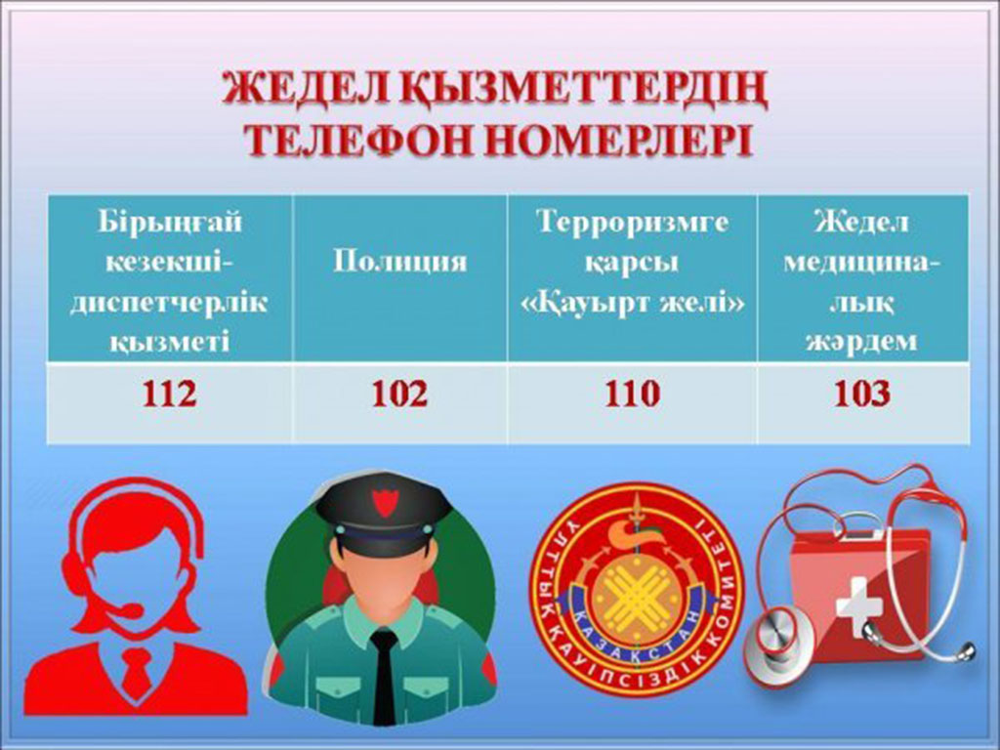 ЖЕДЕЛ ҚЫЗМЕТТЕРДІҢ
ТЕЛЕФОН НОМЕРЛЕРІ
Бірыңғай
кезекші-
диспетчерлік
қызметі
Полиция
Терроризмге
қарсы
«Қауырт желі»
Жедел
медицина-
лық
жәрдем
112
102
110
103
ҰЛТТЫҚ ҚАУІПСІЗДІК КОМИТЕТІ
ҚАЗАҚСТАН